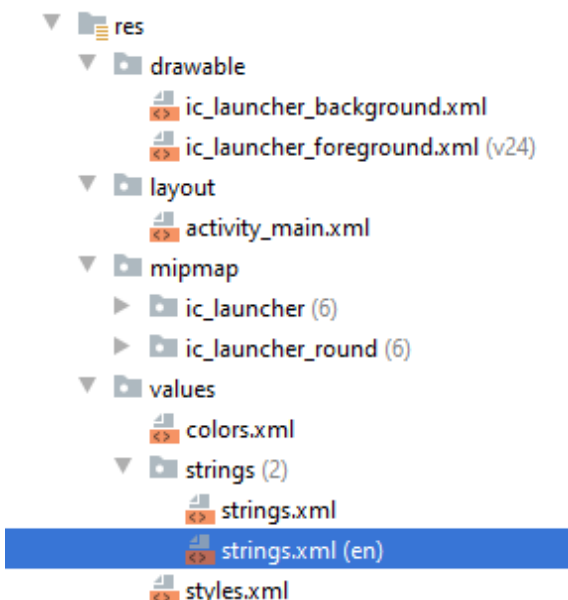 res
drawable
ic_launcher_background.xml
ic_launcher_foreground.xml (v24)
layout
activity_main.xml
mipmap
ic_launcher (6)
ic_launcher_round (6)
values
colors.xml
strings (2)
strings.xml
strings.xml (en)
styles.xml